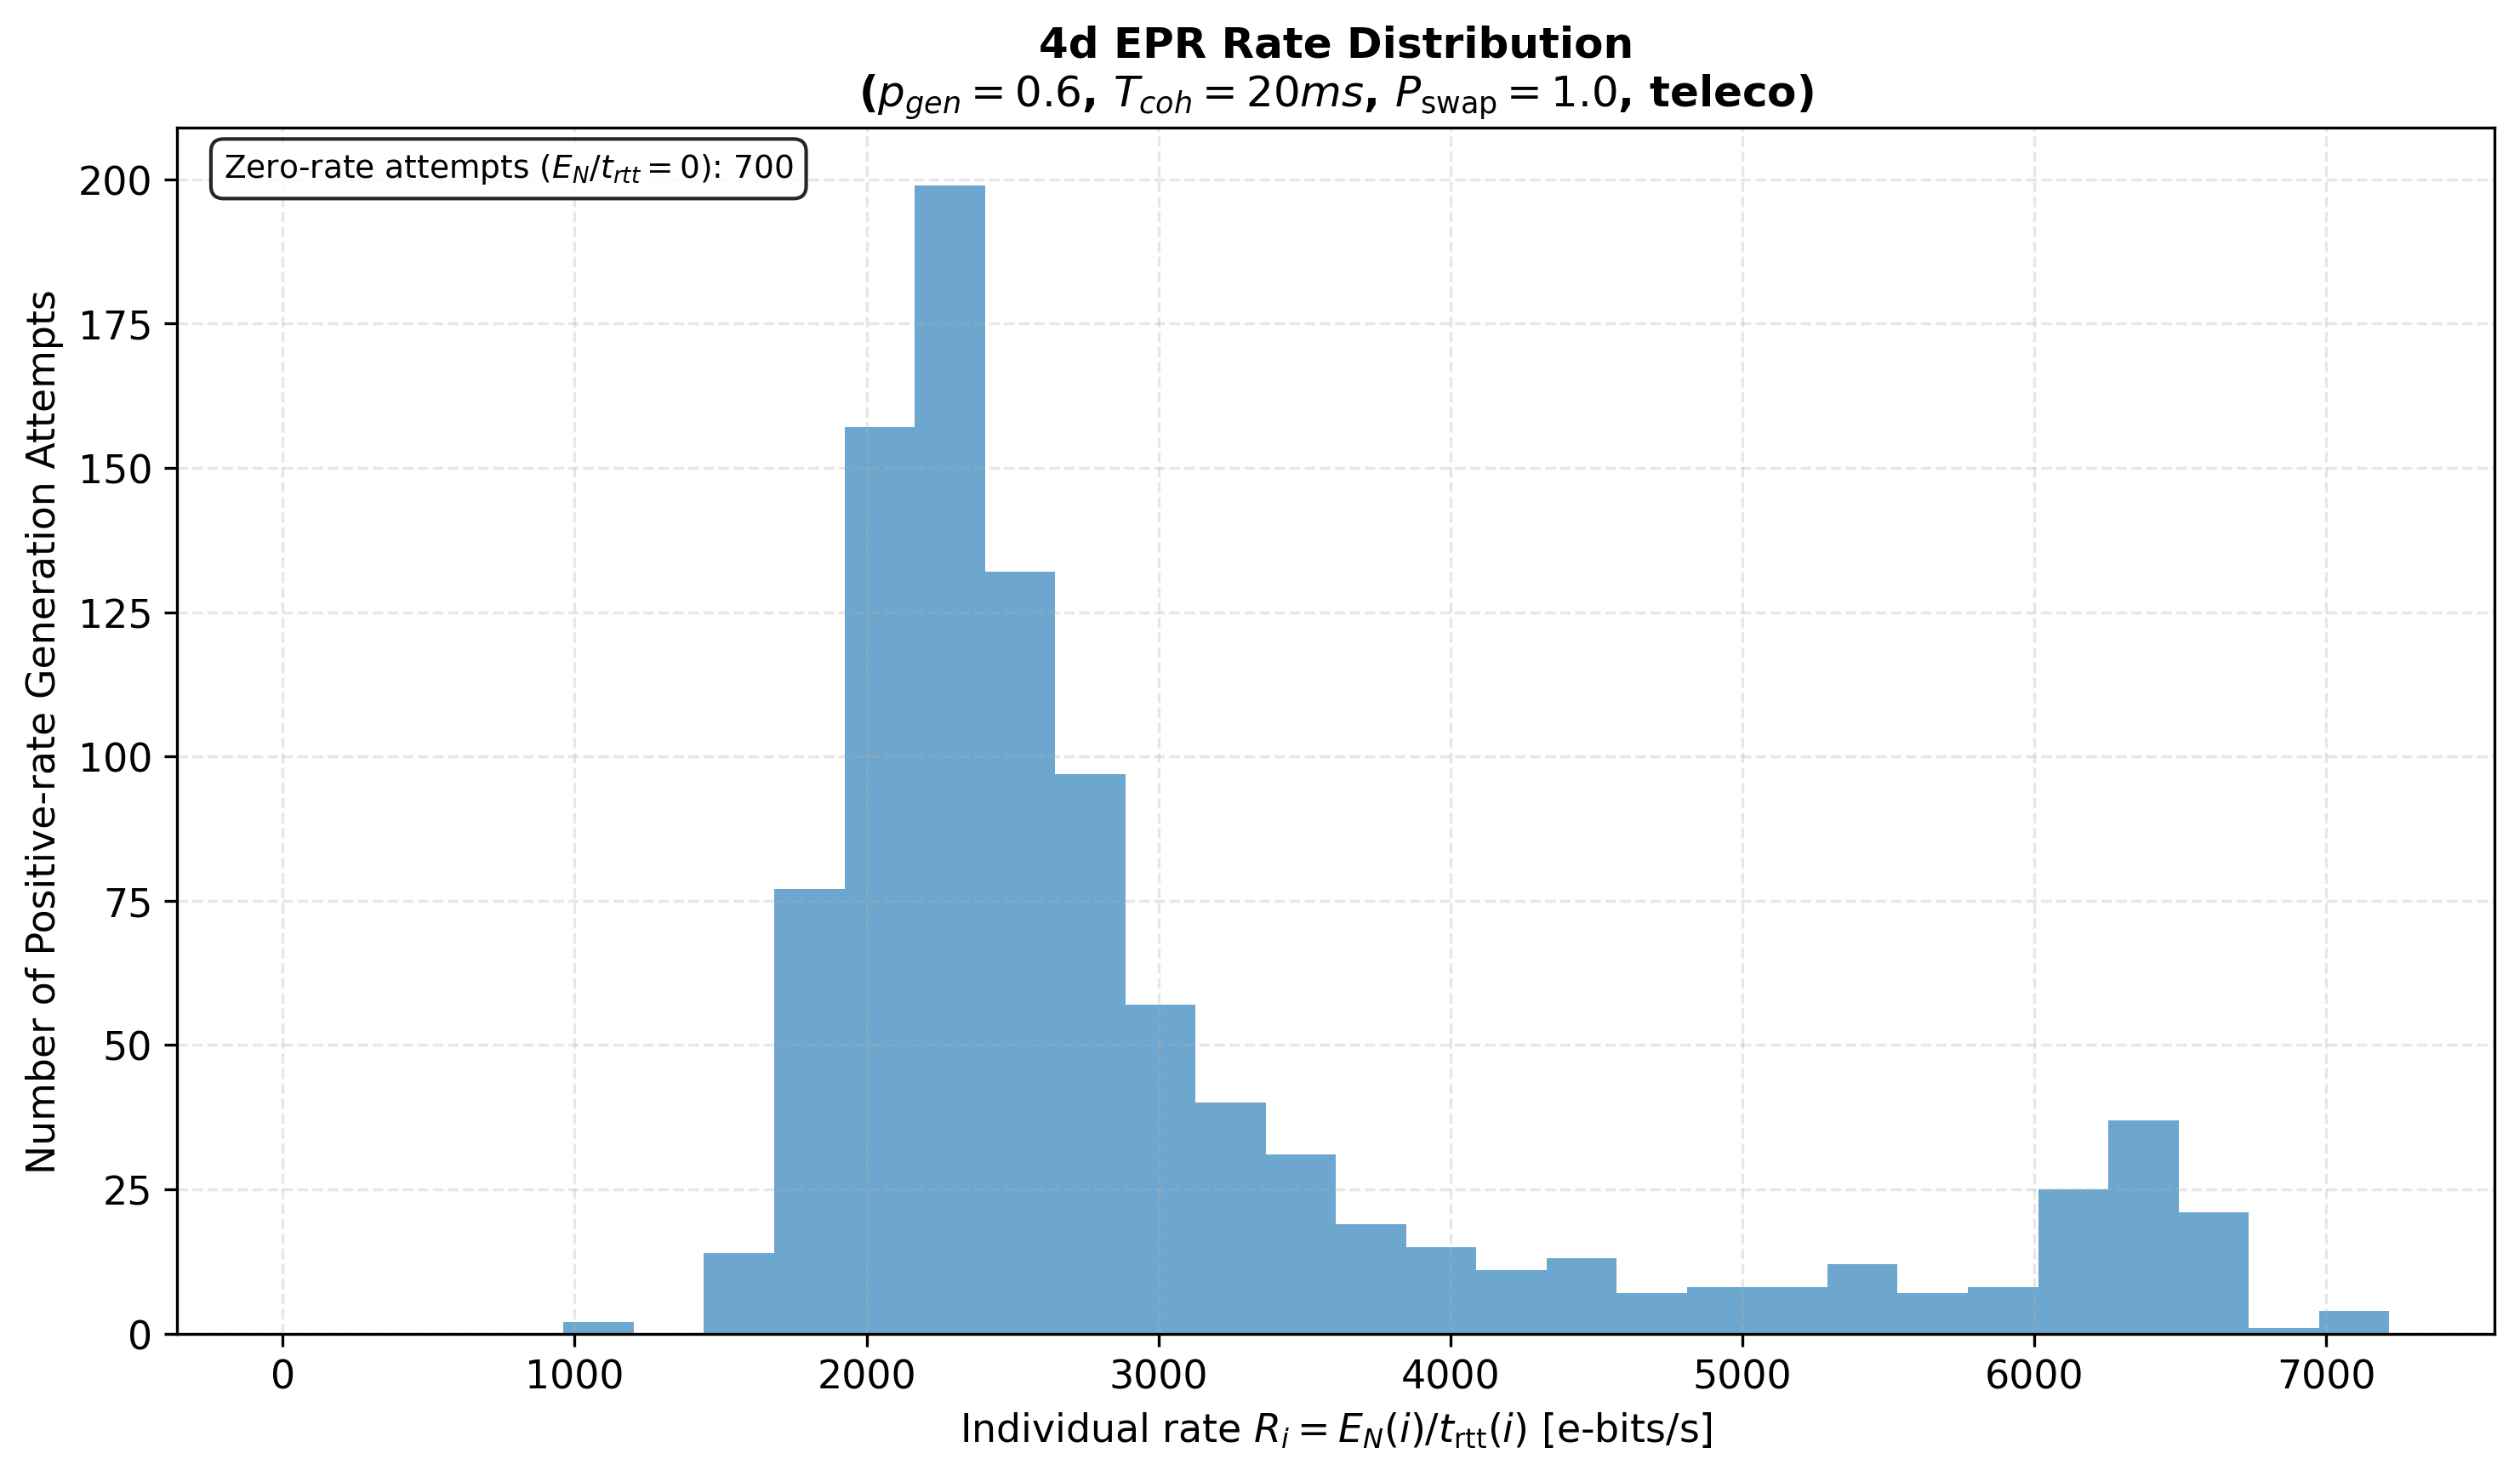 4d EPR Rate Distribution
(p_gen = 0.6, T_coh = 20ms, P_swap = 1.0, teleco)
Zero-rate attempts (E_N/t_rtt = 0): 700
Number of Positive-rate Generation Attempts
200
175
150
125
100
75
50
25
0
0 1000 2000 3000 4000 5000 6000 7000
Individual rate R_i = E_N(i)/t_rtt(i) [e-bits/s]